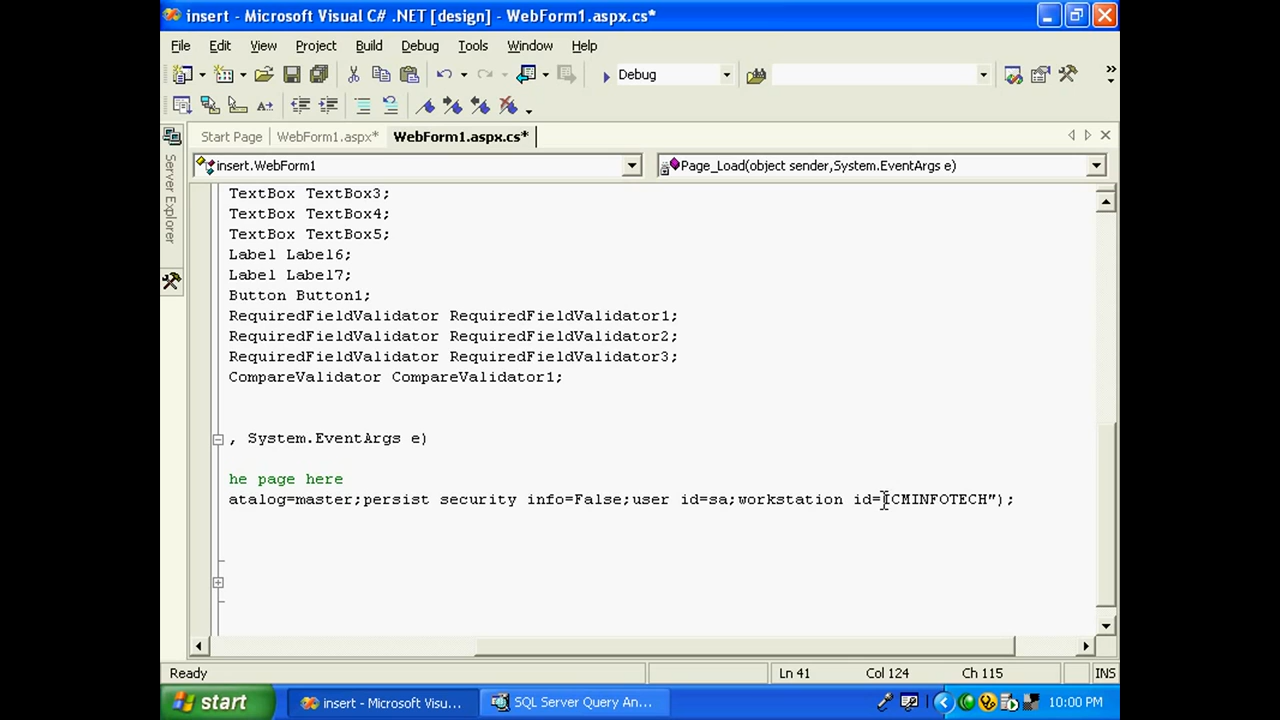 insert - Microsoft Visual C# .NET [design] - WebForm1.aspx.cs*
File Edit View Project Build Debug Tools Window Help
Debug
Start Page WebForm1.aspx* WebForm1.aspx.cs*
insert.WebForm1 Page_Load(object sender,System.EventArgs e)
Server Explorer
TextBox TextBox3;
TextBox TextBox4;
TextBox TextBox5;
Label Label6;
Label Label7;
Button Button1;
RequiredFieldValidator RequiredFieldValidator1;
RequiredFieldValidator RequiredFieldValidator2;
RequiredFieldValidator RequiredFieldValidator3;
CompareValidator CompareValidator1;
, System.EventArgs e)
he page here
atalog=master;persist security info=False;user id=sa;workstation id=ICMINFOTECH");
Ready Ln 41 Col 124 Ch 115 INS
start insert - Microsoft Visu... SQL Server Query An... 10:00 PM